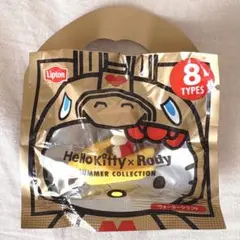 Lipton
8
TYPES
Hello Kitty × Rody
SUMMER COLLECTION